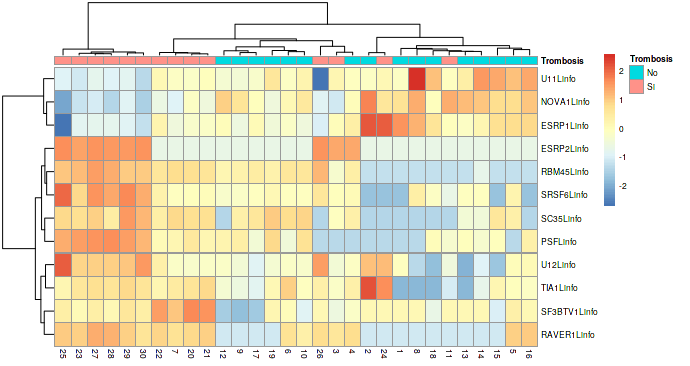 Trombosis
U11Linfo
NOVA1Linfo
ESRP1Linfo
ESRP2Linfo
RBM45Linfo
SRSF6Linfo
SC35Linfo
PSFLinfo
U12Linfo
TIA1Linfo
SF3BTV1Linfo
RAVER1Linfo
25 23 27 28 29 30 22 7 20 21 12 9 17 19 6 10 26 3 4 2 24 1 8 18 11 13 14 15 5 16
2
1
0
-1
-2
Trombosis
No
SI